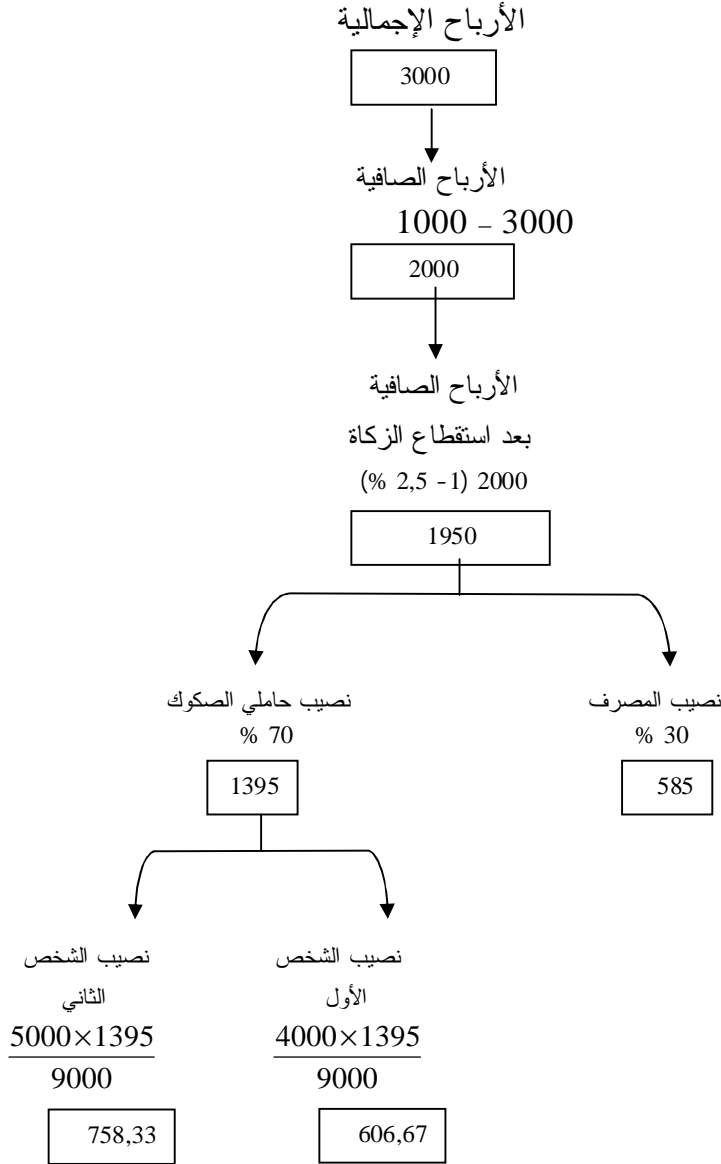 الأرباح الإجمالية
3000
الأرباح الصافية
3000 – 1000
2000
الأرباح الصافية
بعد استقطاع الزكاة
2000 (1- 2,5 %)
1950
نصيب المصرف
30 %
585
نصيب حاملي الصكوك
70 %
1395
نصيب الشخص
الأول
4000×1395
9000
606,67
نصيب الشخص
الثاني
5000×1395
9000
758,33